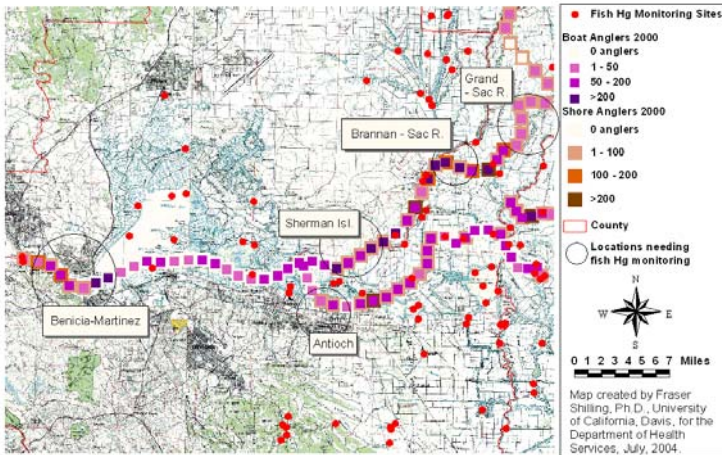 Grand
- Sac R.
Brannan - Sac R.
Sherman Isl.
Benicia-Martinez
Antioch
Fish Hg Monitoring Sites
Boat Anglers 2000
0 anglers
1 - 50
50 - 200
>200
Shore Anglers 2000
0 anglers
1 - 100
100 - 200
>200
County
Locations needing
fish Hg monitoring
N
W E
S
0 1 2 3 4 5 6 7 Miles
Map created by Fraser
Shilling, Ph.D., University
of California, Davis, for the
Department of Health
Services, July, 2004.